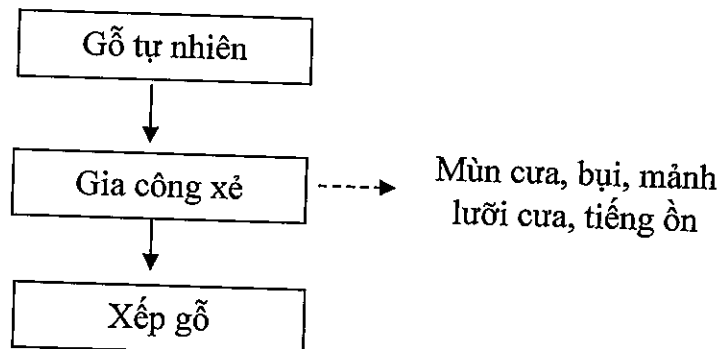 Gỗ tự nhiên
Gia công xẻ
Mùn cưa, bụi, mảnh
lưỡi cưa, tiếng ồn
Xếp gỗ